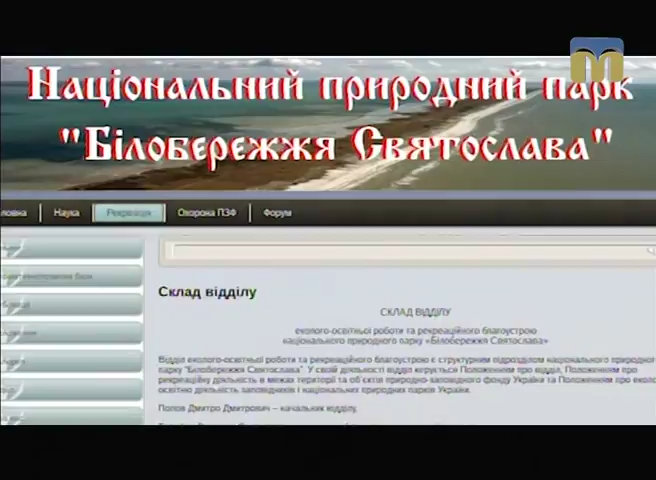 Національний природний парк
"Білобережжя Святослава"
Наука
Рекреація
Охорона ПЗФ
Форум
Склад відділу
СКЛАД ВІДДІЛУ
еколого-освітньої роботи та рекреаційного благоустрою
національного природного парку «Білобережжя Святослава»
Відділ еколого-освітньої роботи та рекреаційного благоустрою є структурним підрозділом національного природного
парку "Білобережжя Святослава". У своїй діяльності відділ керується Положенням про відділ, Положенням про
рекреаційну діяльність в межах території та об'єктів природно-заповідного фонду України та Положенням про еколо
освітню діяльність заповідників і національних природних парків України.
Попов Дмитро Дмитрович – начальник відділу,